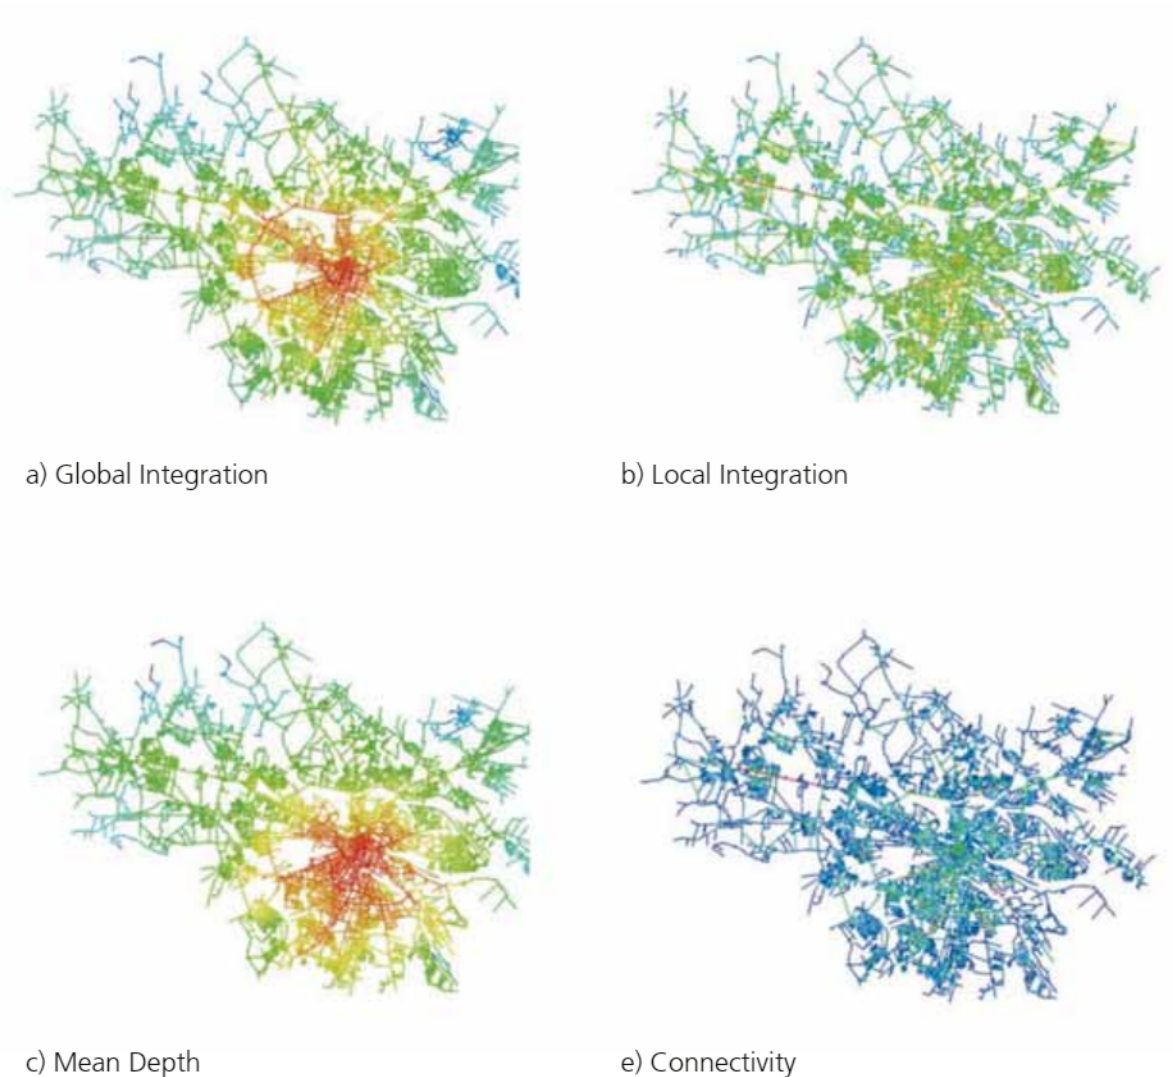 a) Global Integration
b) Local Integration
c) Mean Depth
e) Connectivity